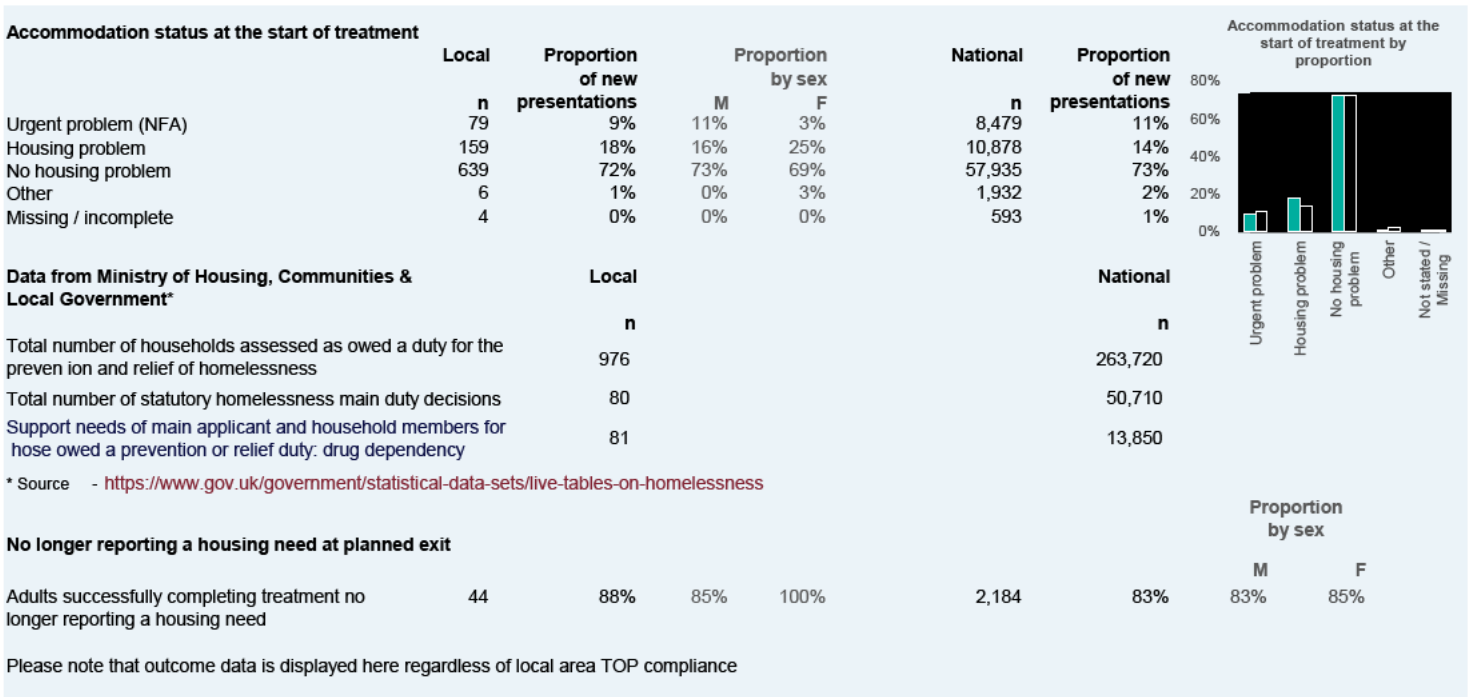 Accommodation status at the start of treatment
Local Proportion Proportion National Proportion
of new by sex of new
n presentations M F n presentations
Urgent problem (NFA) 79 9% 11% 3% 8,479 11%
Housing problem 159 18% 16% 25% 10,878 14%
No housing problem 639 72% 73% 69% 57,935 73%
Other 6 1% 0% 3% 1,932 2%
Missing / incomplete 4 0% 0% 0% 593 1%
Accommodation status at the
start of treatment by
proportion
80%
60%
40%
20%
0%
Urgent problem
Housing problem
No housing
problem
Other
Not stated /
Missing
Data from Ministry of Housing, Communities & Local National
Local Government*
n n
Total number of households assessed as owed a duty for the
preven ion and relief of homelessness 976 263,720
Total number of statutory homelessness main duty decisions 80 50,710
Support needs of main applicant and household members for
hose owed a prevention or relief duty: drug dependency 81 13,850
* Source - https://www.gov.uk/government/statistical-data-sets/live-tables-on-homelessness
Proportion
by sex
No longer reporting a housing need at planned exit
M F
Adults successfully completing treatment no 44 88% 85% 100% 2,184 83% 83% 85%
longer reporting a housing need
Please note that outcome data is displayed here regardless of local area TOP compliance